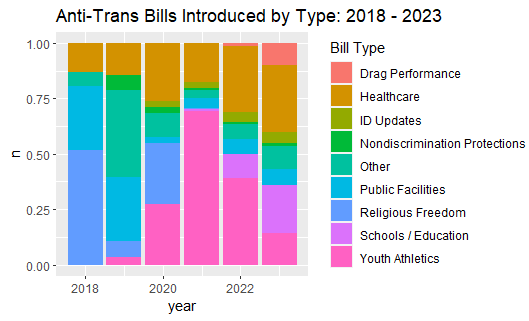 Anti-Trans Bills Introduced by Type: 2018 - 2023
1.00
0.75
0.50
0.25
0.00
n
2018
2020
2022
year
Bill Type
Drag Performance
Healthcare
ID Updates
Nondiscrimination Protections
Other
Public Facilities
Religious Freedom
Schools / Education
Youth Athletics